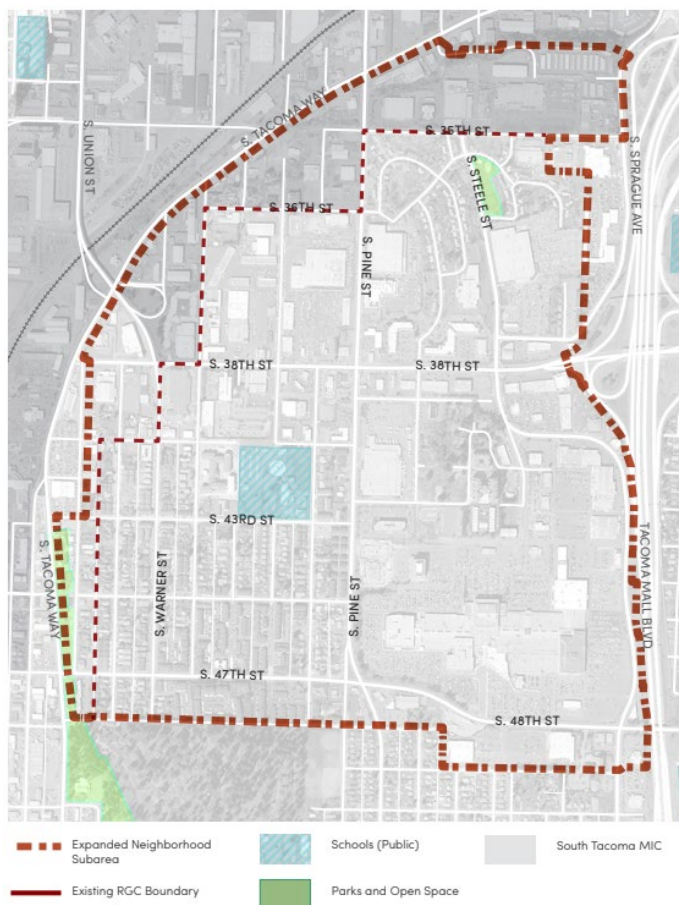 S. UNION ST
S. TACOMA WAY
S. 35TH ST
S. SPRAGUE AVE
S. STEELE ST
S. 36TH ST
S. PINE ST
S. 38TH ST
S. 38TH ST
S. 43RD ST
S. TACOMA WAY
S. WARNER ST
S. PINE ST
TACOMA MALL BLVD
S. 47TH ST
S. 48TH ST
Expanded Neighborhood
Subarea
Schools (Public)
South Tacoma MIC
Existing RGC Boundary
Parks and Open Space